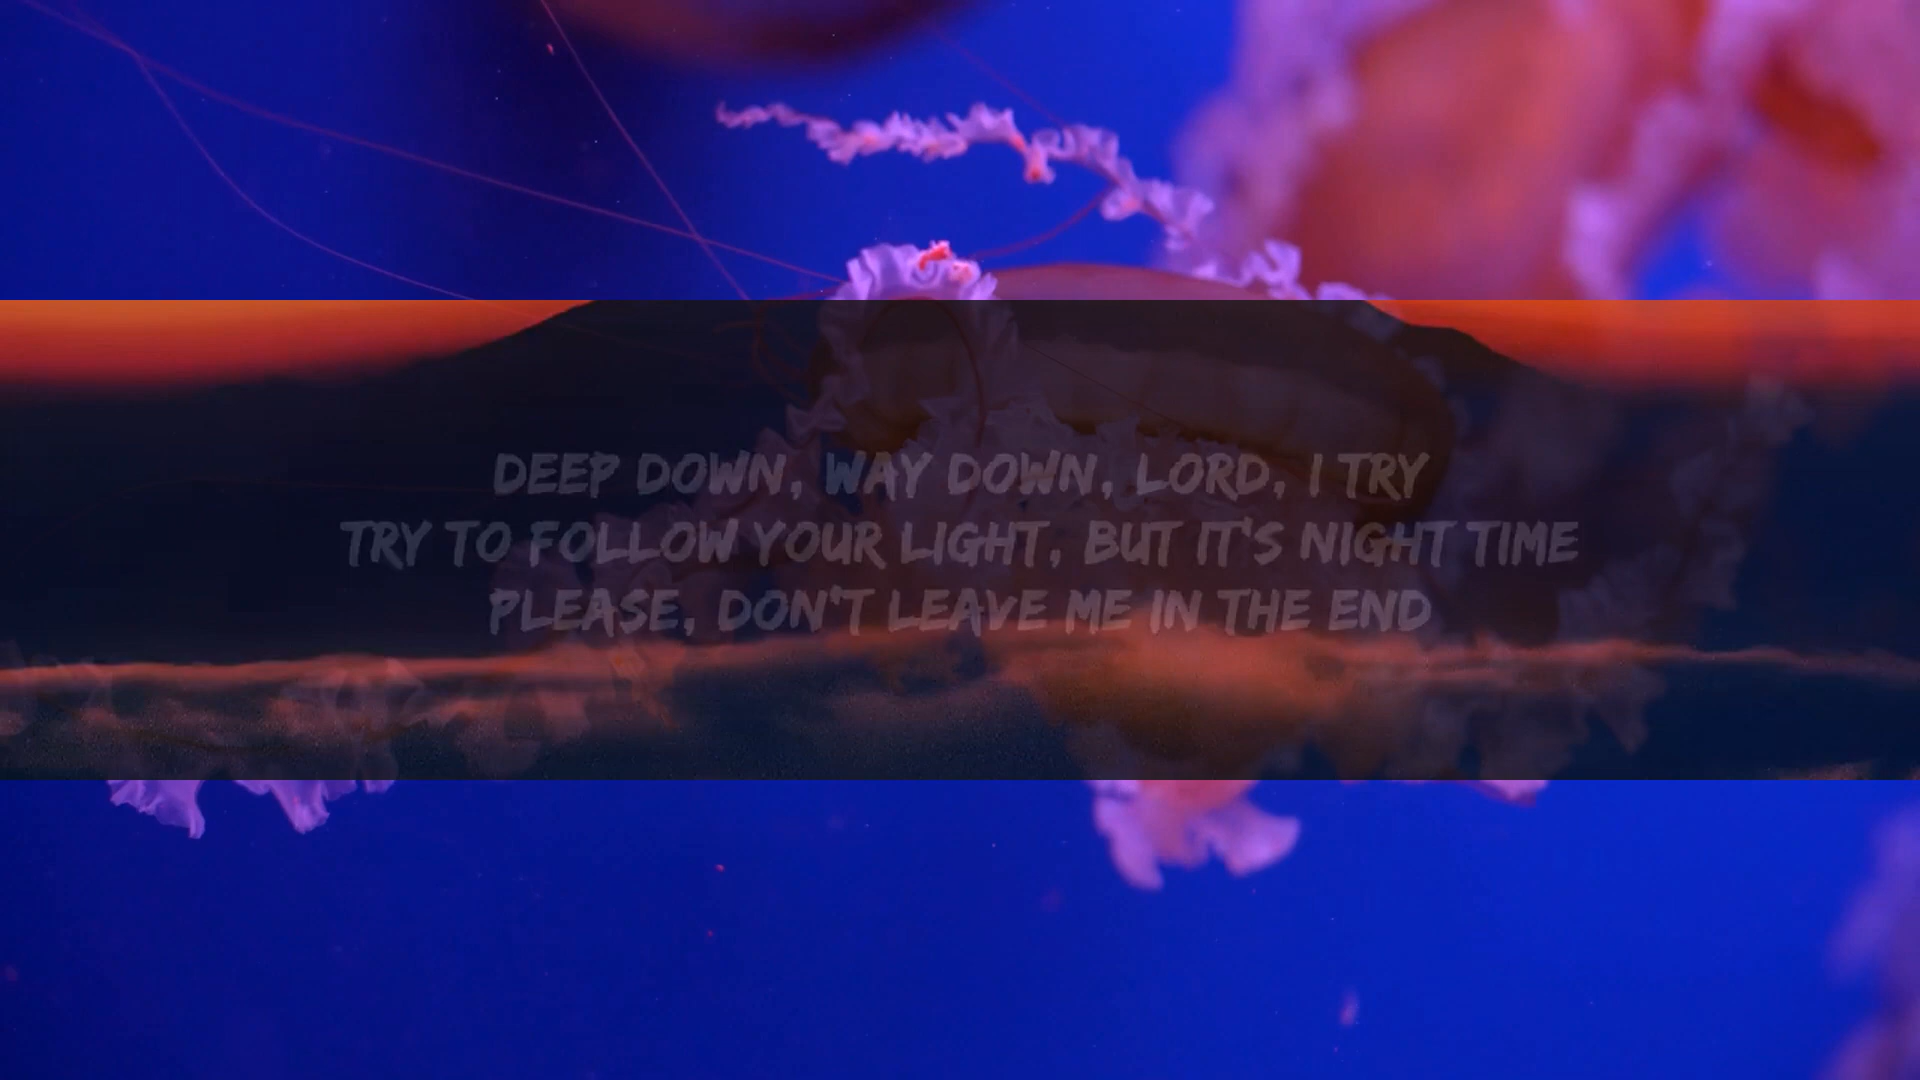 DEEP DOWN, WAY DOWN, LORD, I TRY
TRY TO FOLLOW YOUR LIGHT, BUT IT'S NIGHT TIME
PLEASE, DON'T LEAVE ME IN THE END